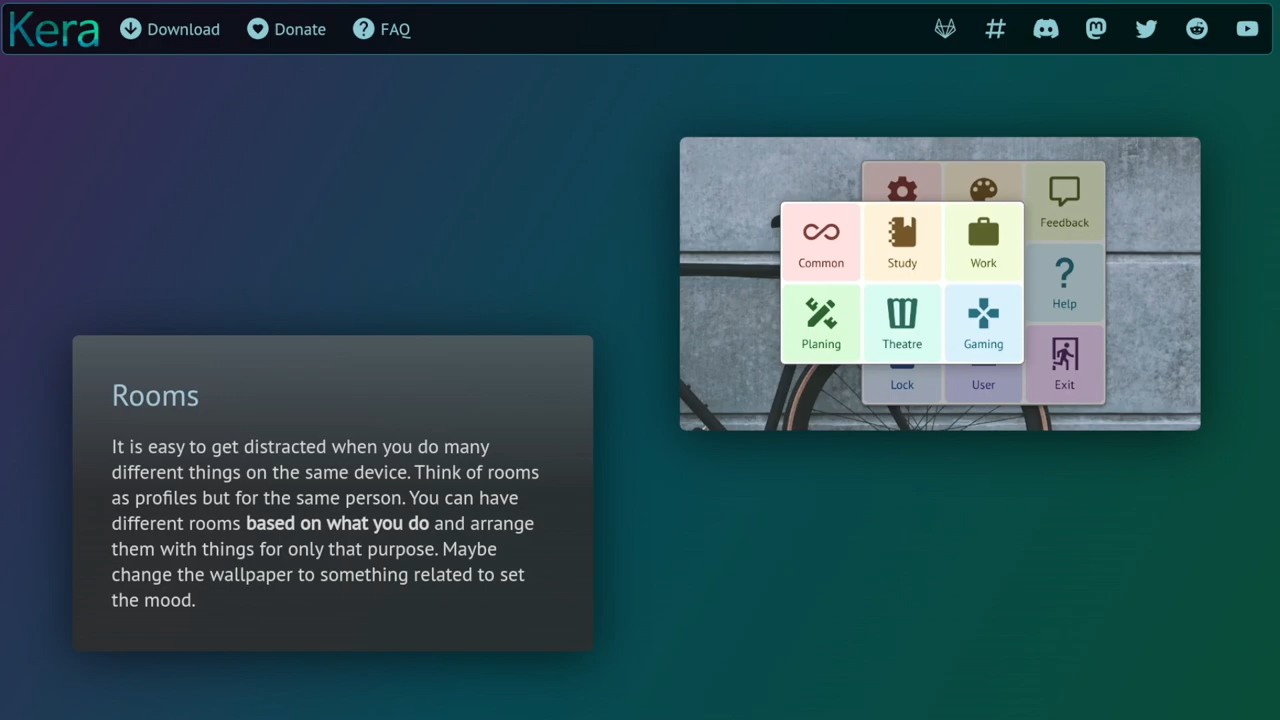 Kera
Download
Donate
FAQ
Feedback
Common
Study
Work
Help
Planing
Theatre
Gaming
Lock
User
Exit
Rooms
It is easy to get distracted when you do many
different things on the same device. Think of rooms
as profiles but for the same person. You can have
different rooms based on what you do and arrange
them with things for only that purpose. Maybe
change the wallpaper to something related to set
the mood.